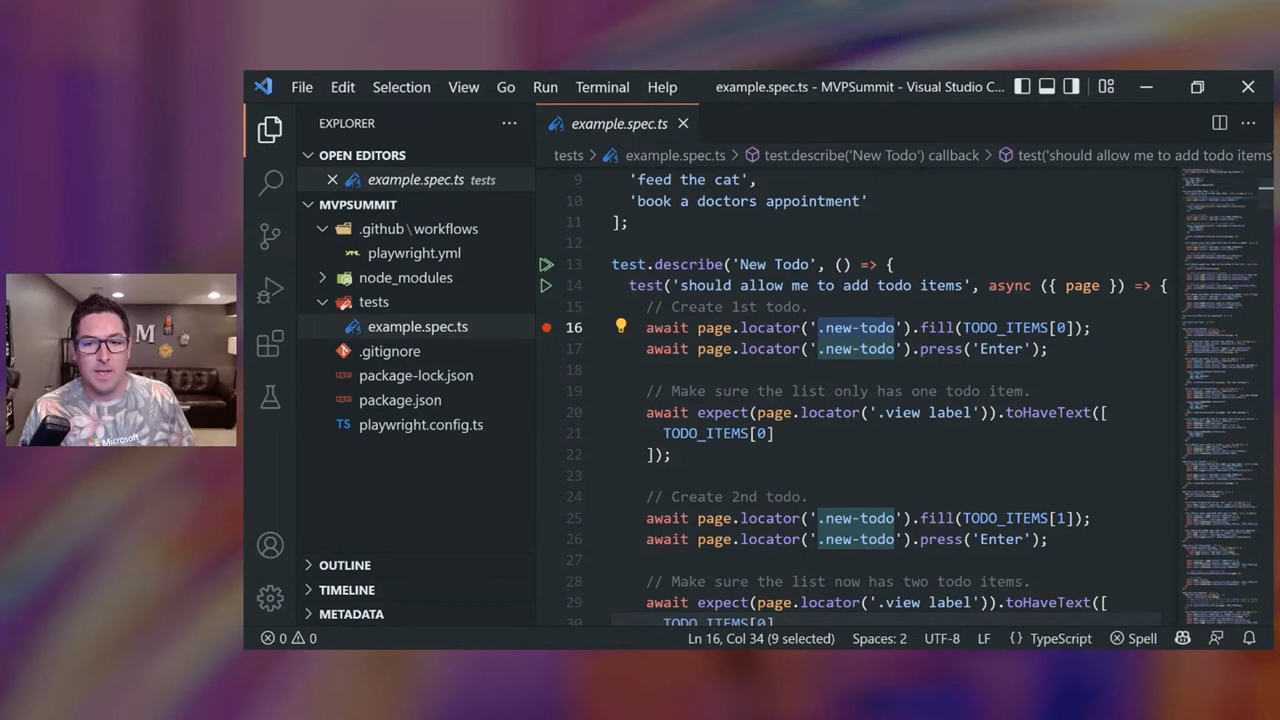 File Edit Selection View Go Run Terminal Help example.spec.ts - MVPSummit - Visual Studio C...
EXPLORER
OPEN EDITORS
example.spec.ts tests
MVPSUMMIT
.github\workflows
playwright.yml
node_modules
tests
example.spec.ts
.gitignore
package-lock.json
package.json
TS playwright.config.ts
OUTLINE
TIMELINE
METADATA
example.spec.ts
tests > example.spec.ts > test.describe('New Todo') callback > test('should allow me to add todo items'
9 'feed the cat',
10 'book a doctors appointment'
11 ];
12
13 test.describe('New Todo', () => {
14 test('should allow me to add todo items', async ({ page }) => {
15 // Create 1st todo.
16 await page.locator('.new-todo').fill(TODO_ITEMS[0]);
17 await page.locator('.new-todo').press('Enter');
18
19 // Make sure the list only has one todo item.
20 await expect(page.locator('.view label')).toHaveText([
21 TODO_ITEMS[0]
22 ]);
23
24 // Create 2nd todo.
25 await page.locator('.new-todo').fill(TODO_ITEMS[1]);
26 await page.locator('.new-todo').press('Enter');
27
28 // Make sure the list now has two todo items.
29 await expect(page.locator('.view label')).toHaveText([
30 TODO_ITEMS[0]
0 0 Ln 16, Col 34 (9 selected) Spaces: 2 UTF-8 LF {} TypeScript Spell
M
Microsoft